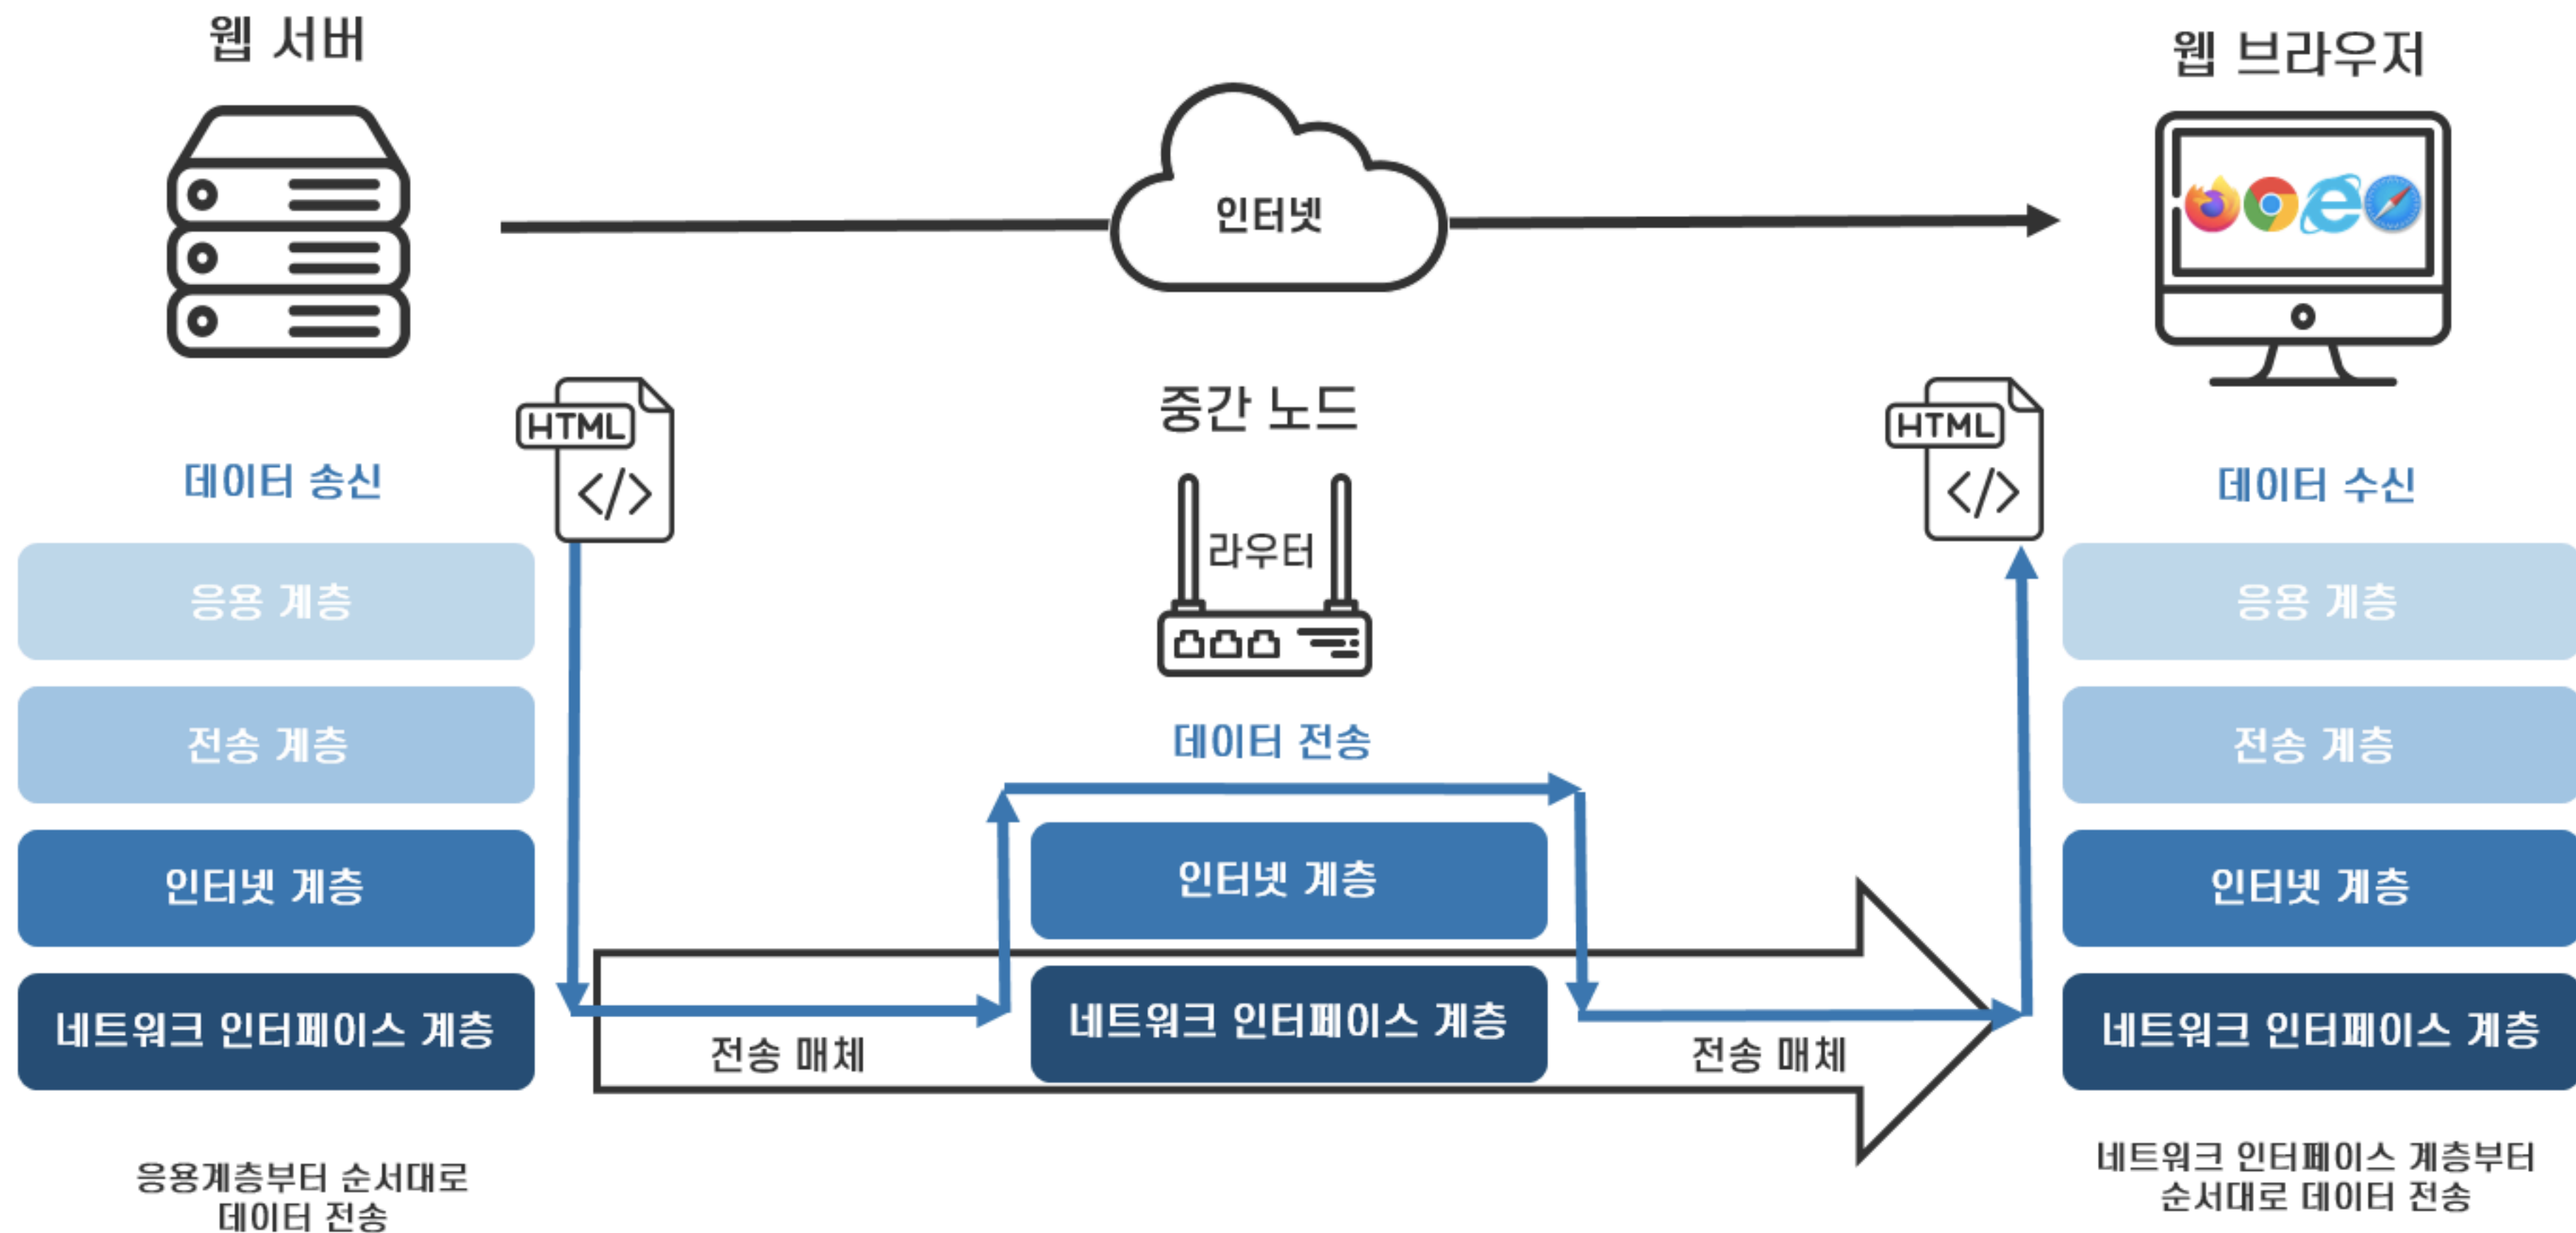 웹 서버
웹 브라우저
인터넷
HTML
</>
중간 노드
HTML
</>
데이터 송신
라우터
데이터 수신
응용 계층
전송 계층
인터넷 계층
네트워크 인터페이스 계층
데이터 전송
인터넷 계층
네트워크 인터페이스 계층
전송 매체
전송 매체
응용 계층
전송 계층
인터넷 계층
네트워크 인터페이스 계층
응용계층부터 순서대로
데이터 전송
네트워크 인터페이스 계층부터
순서대로 데이터 전송